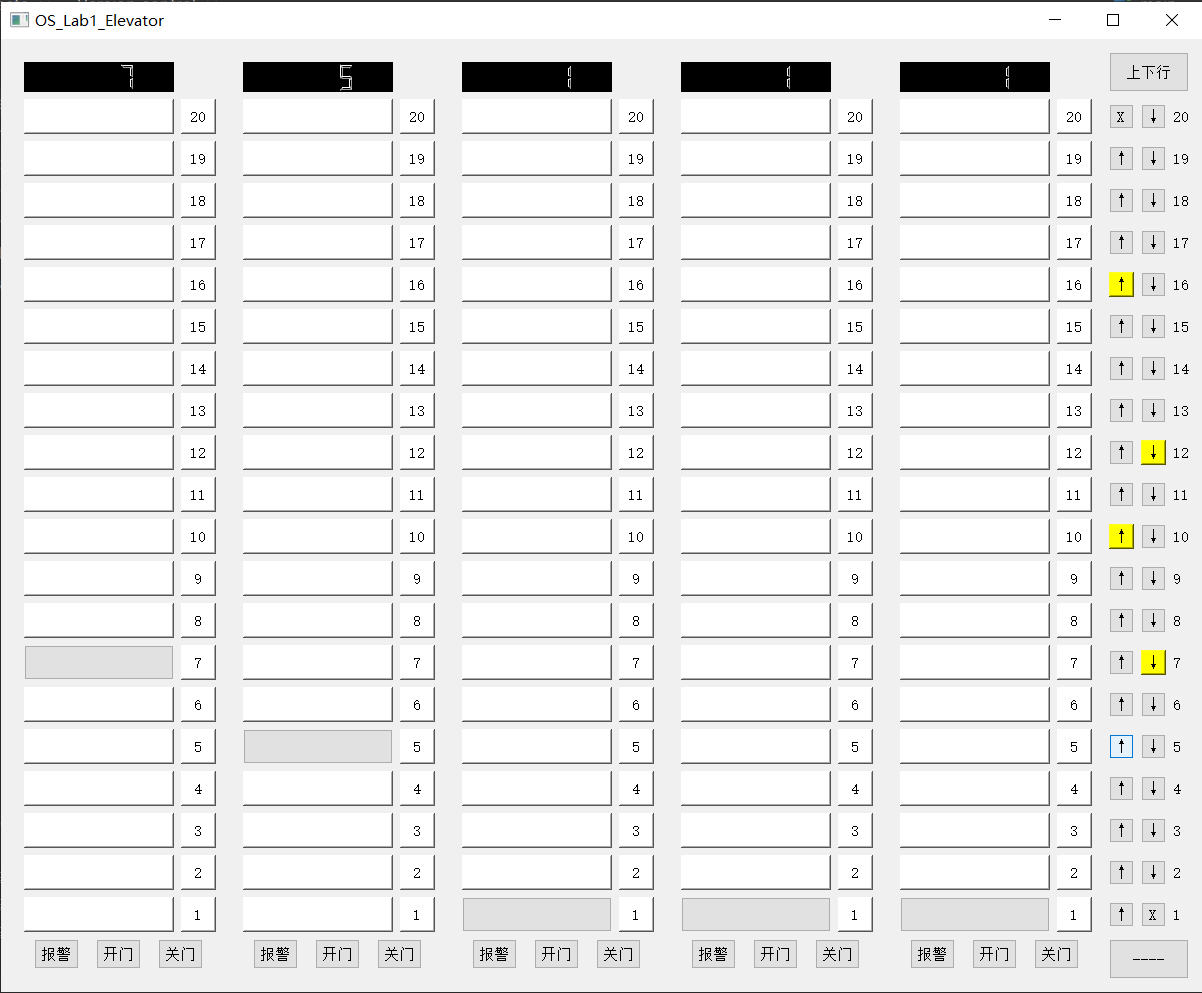 OS_Lab1_Elevator
7 5 1 1 1 上下行
20 20 20 20 20 X ↓ 20
19 19 19 19 19 ↑ ↓ 19
18 18 18 18 18 ↑ ↓ 18
17 17 17 17 17 ↑ ↓ 17
16 16 16 16 16 ↑ ↓ 16
15 15 15 15 15 ↑ ↓ 15
14 14 14 14 14 ↑ ↓ 14
13 13 13 13 13 ↑ ↓ 13
12 12 12 12 12 ↑ ↓ 12
11 11 11 11 11 ↑ ↓ 11
10 10 10 10 10 ↑ ↓ 10
9 9 9 9 9 ↑ ↓ 9
8 8 8 8 8 ↑ ↓ 8
7 7 7 7 7 ↑ ↓ 7
6 6 6 6 6 ↑ ↓ 6
5 5 5 5 5 ↑ ↓ 5
4 4 4 4 4 ↑ ↓ 4
3 3 3 3 3 ↑ ↓ 3
2 2 2 2 2 ↑ ↓ 2
1 1 1 1 1 ↑ X 1
报警 开门 关门 报警 开门 关门 报警 开门 关门 报警 开门 关门 报警 开门 关门 ----